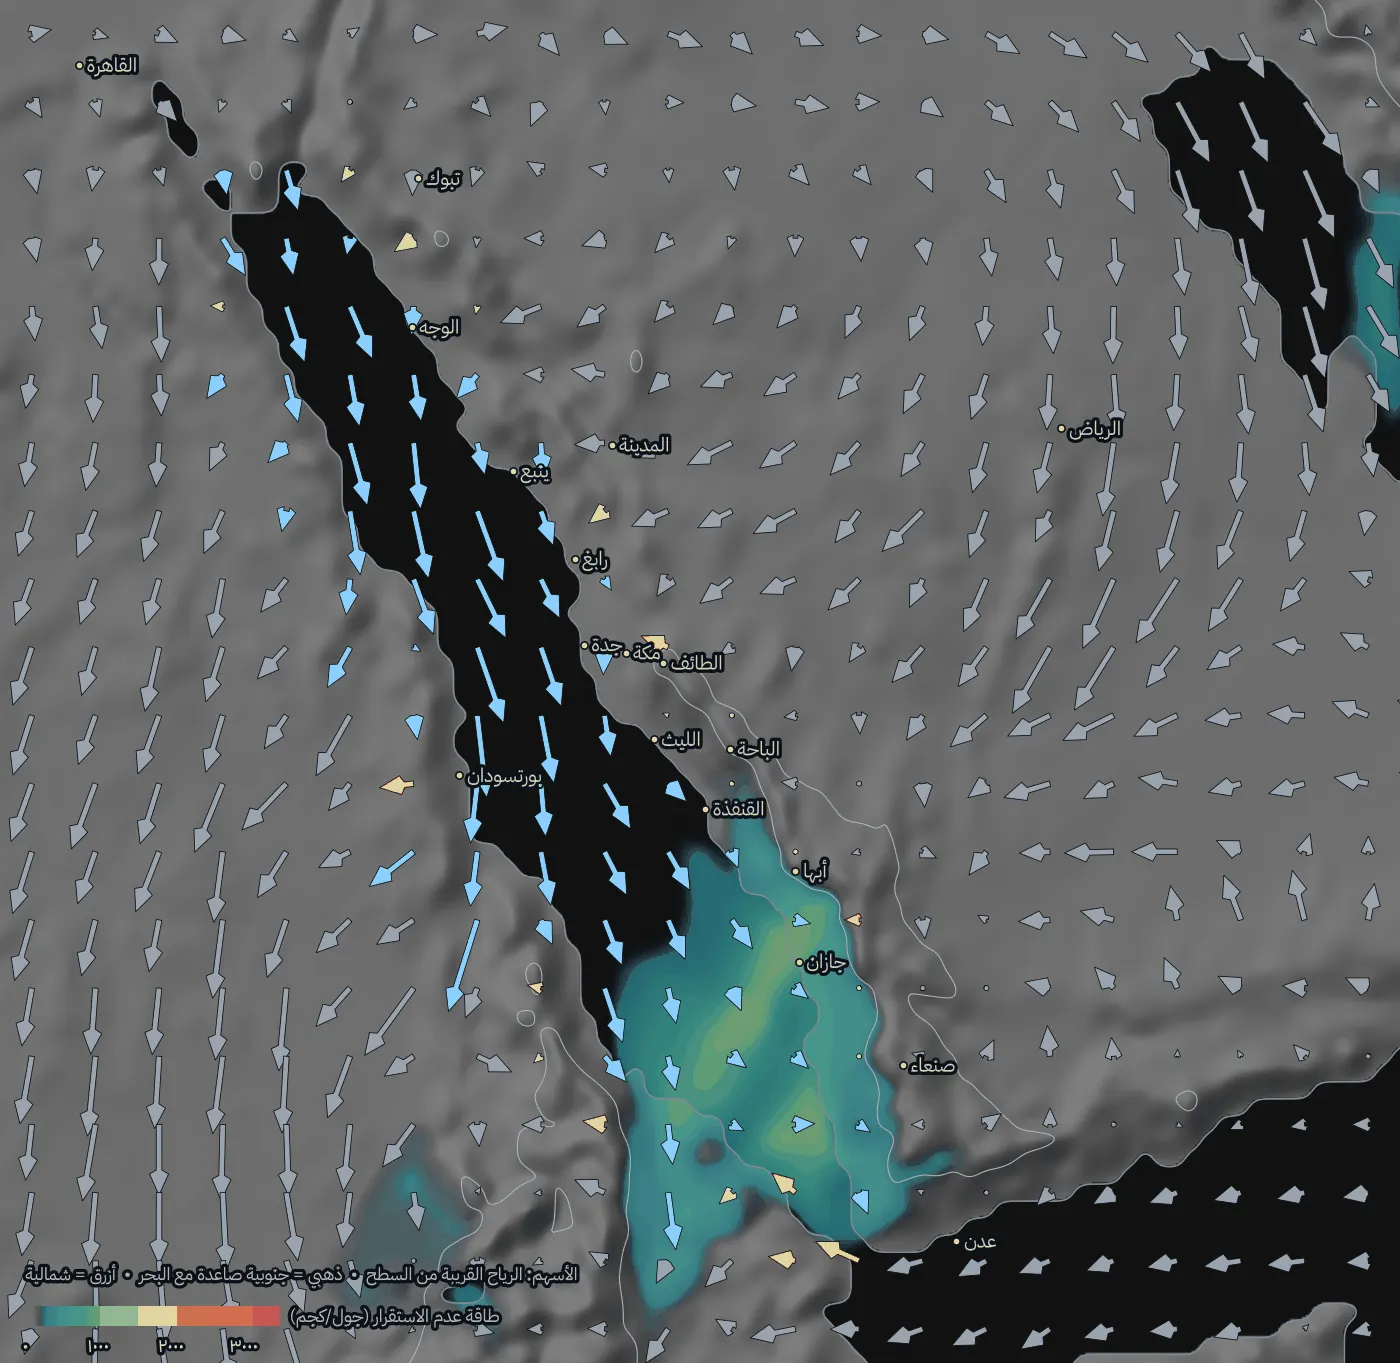 القاهرة
تبوك
الوجه
الرياض
المدينة
ينبع
رابغ
جدة
مكة
الطائف
الليث
الباحة
بورتسودان
القنفذة
أبها
جازان
صنعاء
عدن
الأسهم: الرياح القريبة من السطح • ذهبي = جنوبية صاعدة مع البحر • أزرق = شمالية
طاقة عدم الاستقرار (جول/كجم)
٠ ١٠٠٠ ٢٠٠٠ ٣٠٠٠